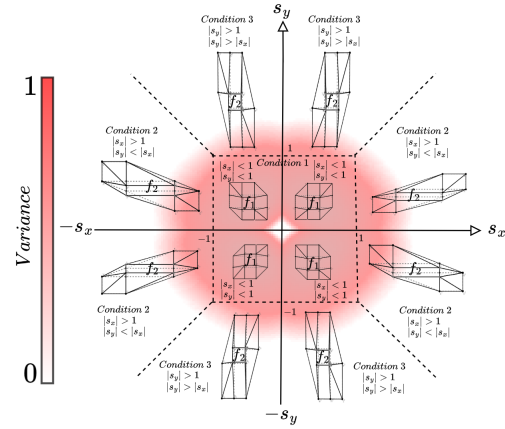 Condition 3
|s_y| > 1
|s_y| > |s_x|
s_y
Condition 3
|s_y| > 1
|s_y| > |s_x|
f_2
f_2
1
Variance
0
Condition 2
|s_x| > 1
|s_y| < |s_x|
Condition 2
|s_x| > 1
|s_y| < |s_x|
1
Condition 1
|s_x| < 1
|s_y| < 1
|s_x| < 1
|s_y| < 1
f_2
f_1
f_1
f_2
−s_x
−1
1
s_x
f_2
f_1
f_1
f_2
|s_x| < 1
|s_y| < 1
|s_x| < 1
|s_y| < 1
−1
Condition 2
|s_x| > 1
|s_y| < |s_x|
Condition 2
|s_x| > 1
|s_y| < |s_x|
f_2
f_2
Condition 3
|s_y| > 1
|s_y| > |s_x|
Condition 3
|s_y| > 1
|s_y| > |s_x|
−s_y